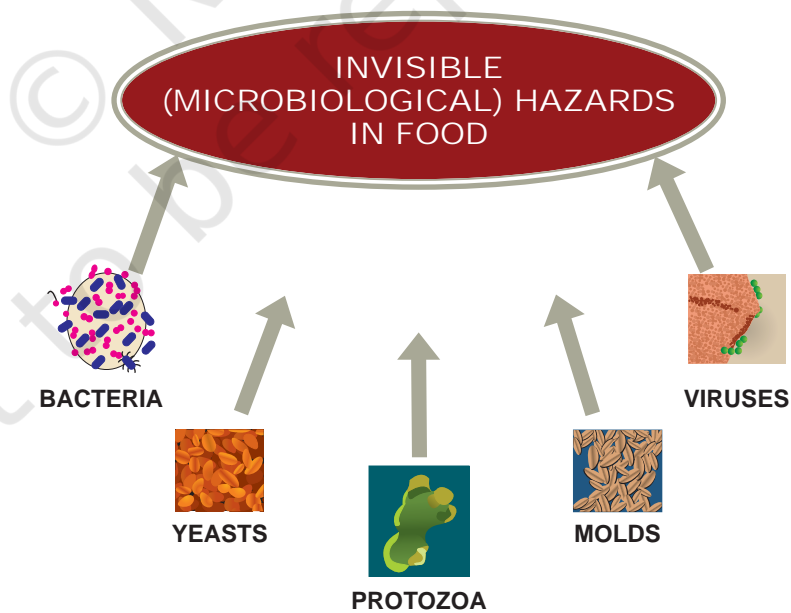 INVISIBLE
(MICROBIOLOGICAL) HAZARDS
IN FOOD
BACTERIA
VIRUSES
YEASTS
MOLDS
PROTOZOA